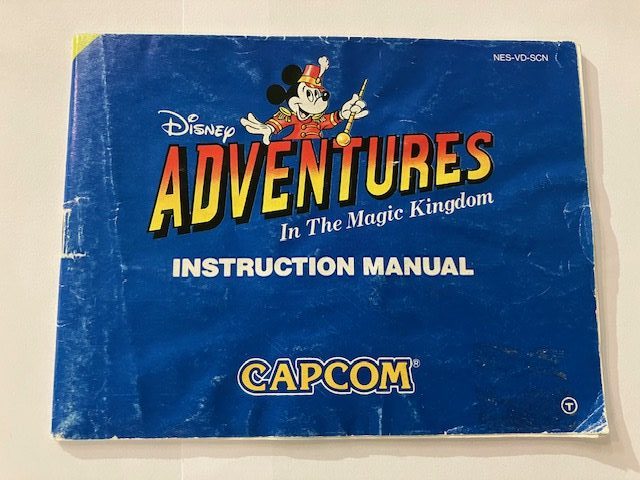 NES-VD-SCN
Disney
ADVENTURES
In The Magic Kingdom
INSTRUCTION MANUAL
CAPCOM®
T